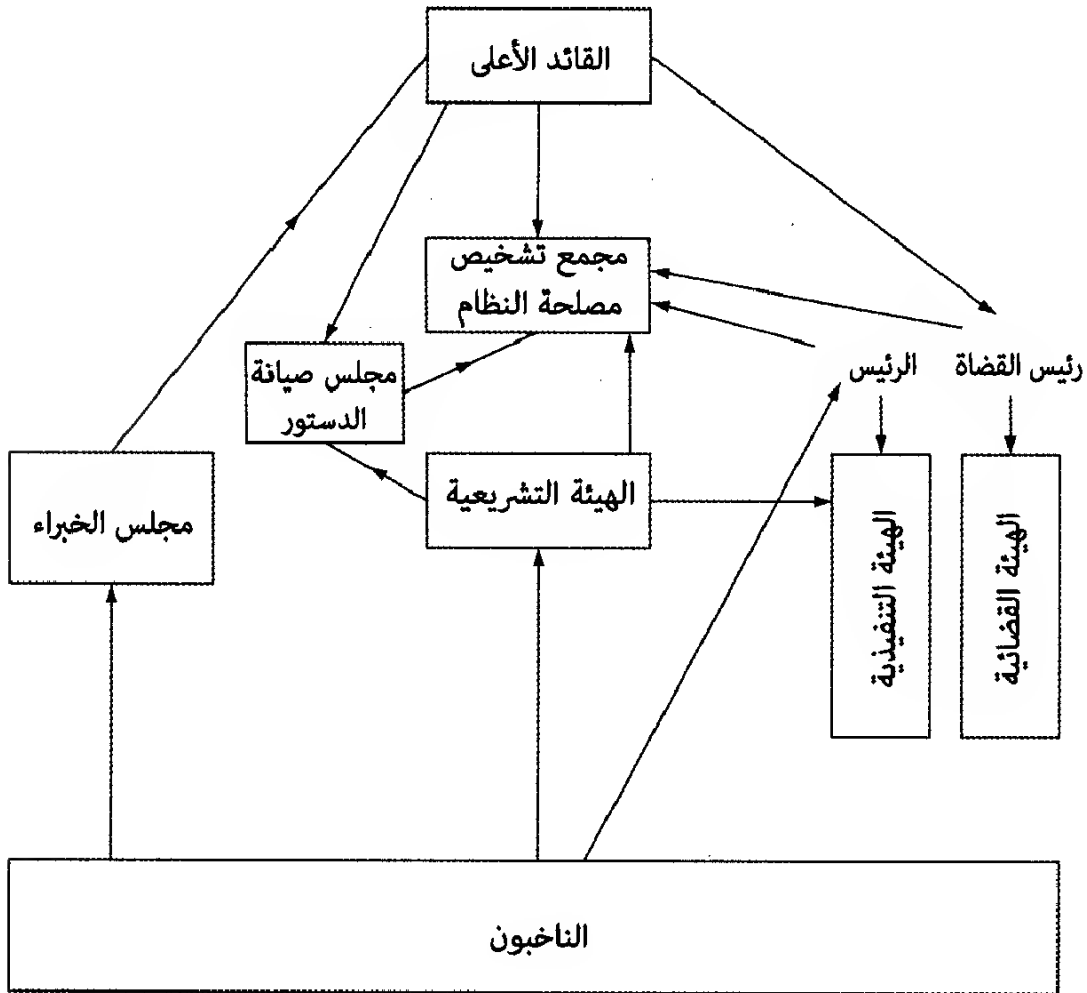 القائد الأعلى
مجمع تشخيص
مصلحة النظام
رئيس القضاة
الرئيس
مجلس صيانة
الدستور
الهيئة التشريعية
مجلس الخبراء
الهيئة القضائية
الهيئة التنفيذية
الناخبون